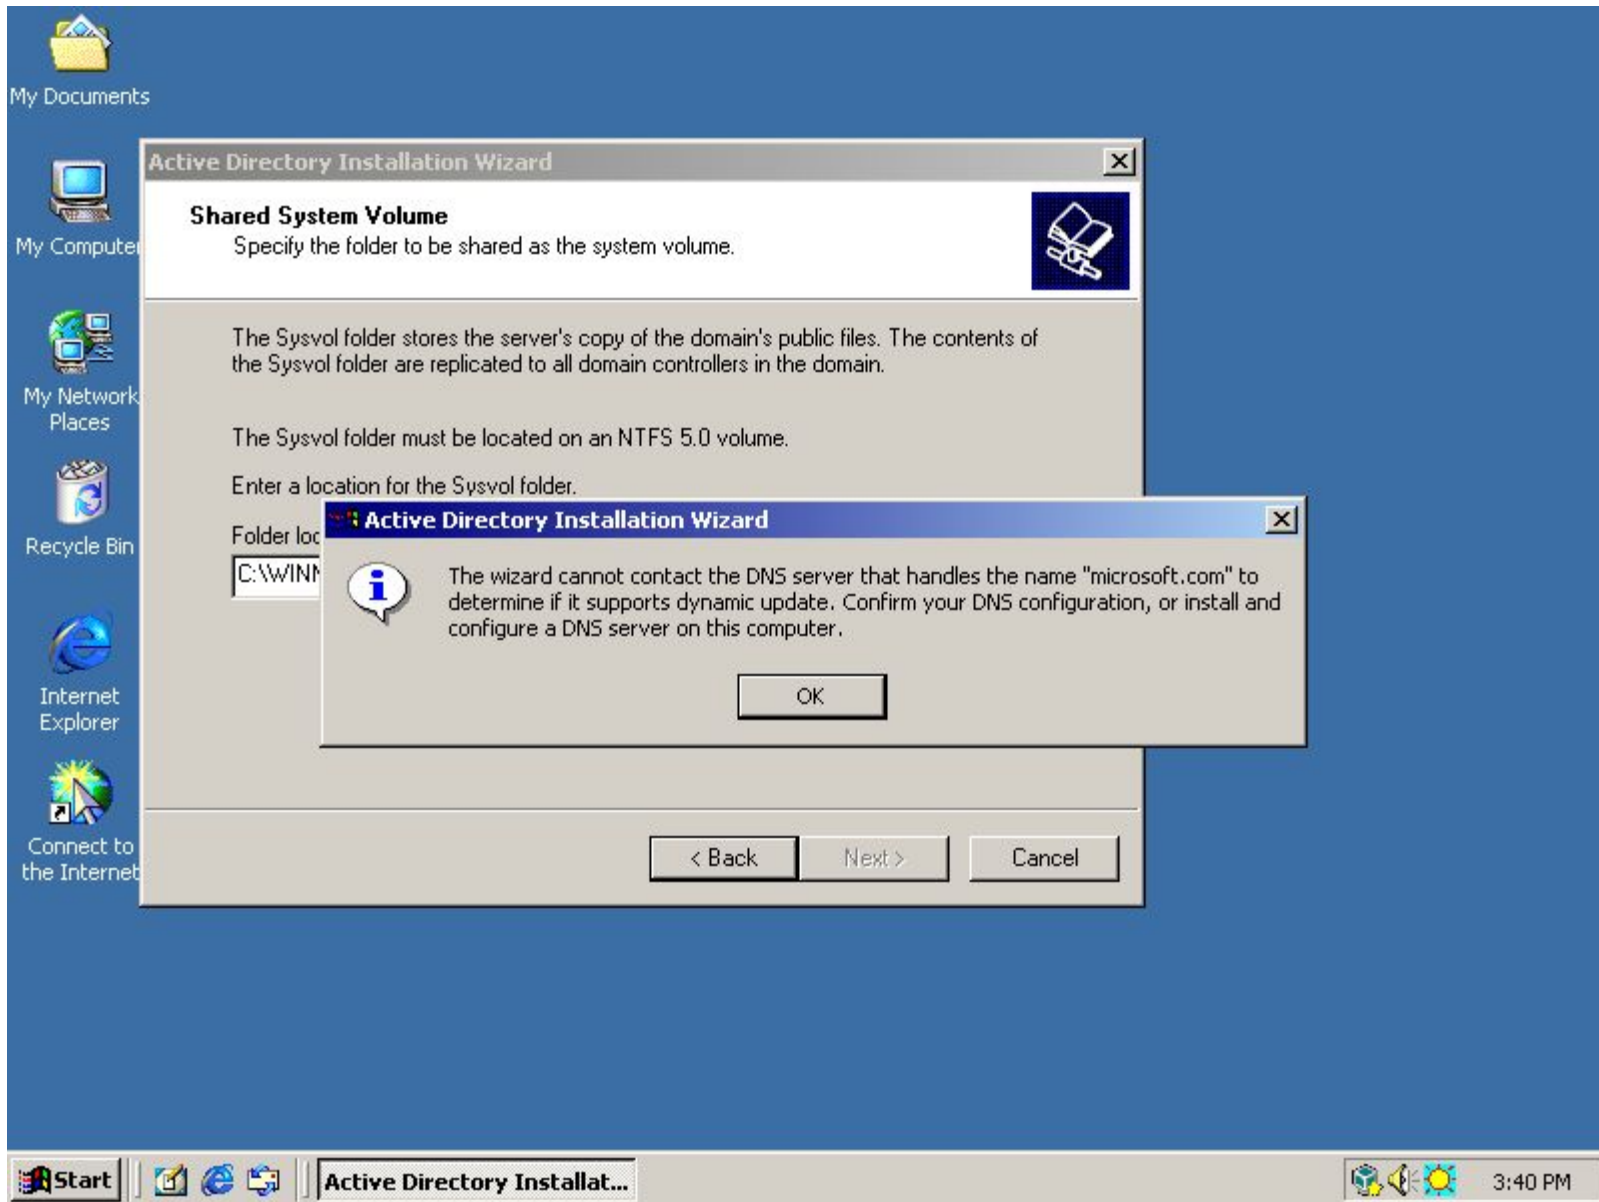 My Documents
My Computer
My Network
Places
Recycle Bin
Internet
Explorer
Connect to
the Internet
Active Directory Installation Wizard
Shared System Volume
Specify the folder to be shared as the system volume.
The Sysvol folder stores the server's copy of the domain's public files. The contents of
the Sysvol folder are replicated to all domain controllers in the domain.
The Sysvol folder must be located on an NTFS 5.0 volume.
Enter a location for the Sysvol folder.
Folder loc
C:\WINN
Active Directory Installation Wizard
The wizard cannot contact the DNS server that handles the name "microsoft.com" to
determine if it supports dynamic update. Confirm your DNS configuration, or install and
configure a DNS server on this computer.
OK
< Back
Next >
Cancel
Start
Active Directory Installat...
3:40 PM